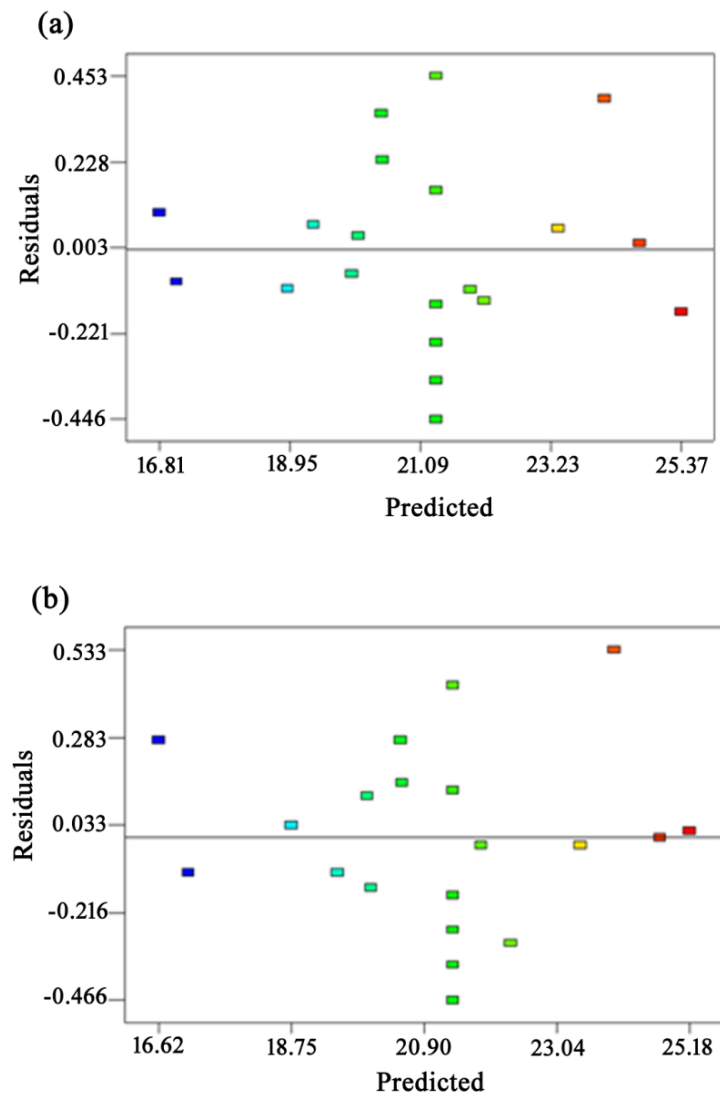 (a)
0.453
0.228
0.003
-0.221
-0.446
Residuals
16.81 18.95 21.09 23.23 25.37
Predicted
(b)
0.533
0.283
0.033
-0.216
-0.466
Residuals
16.62 18.75 20.90 23.04 25.18
Predicted